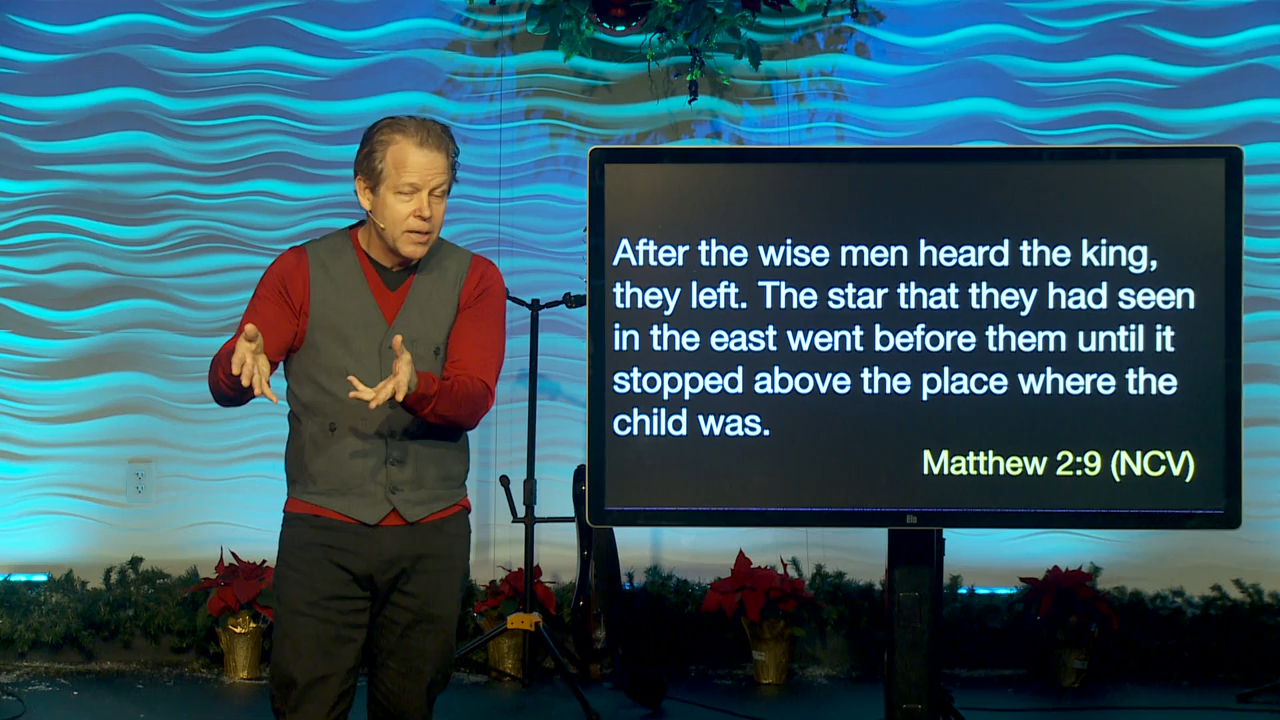 After the wise men heard the king,
they left. The star that they had seen
in the east went before them until it
stopped above the place where the
child was.
Matthew 2:9 (NCV)
elo